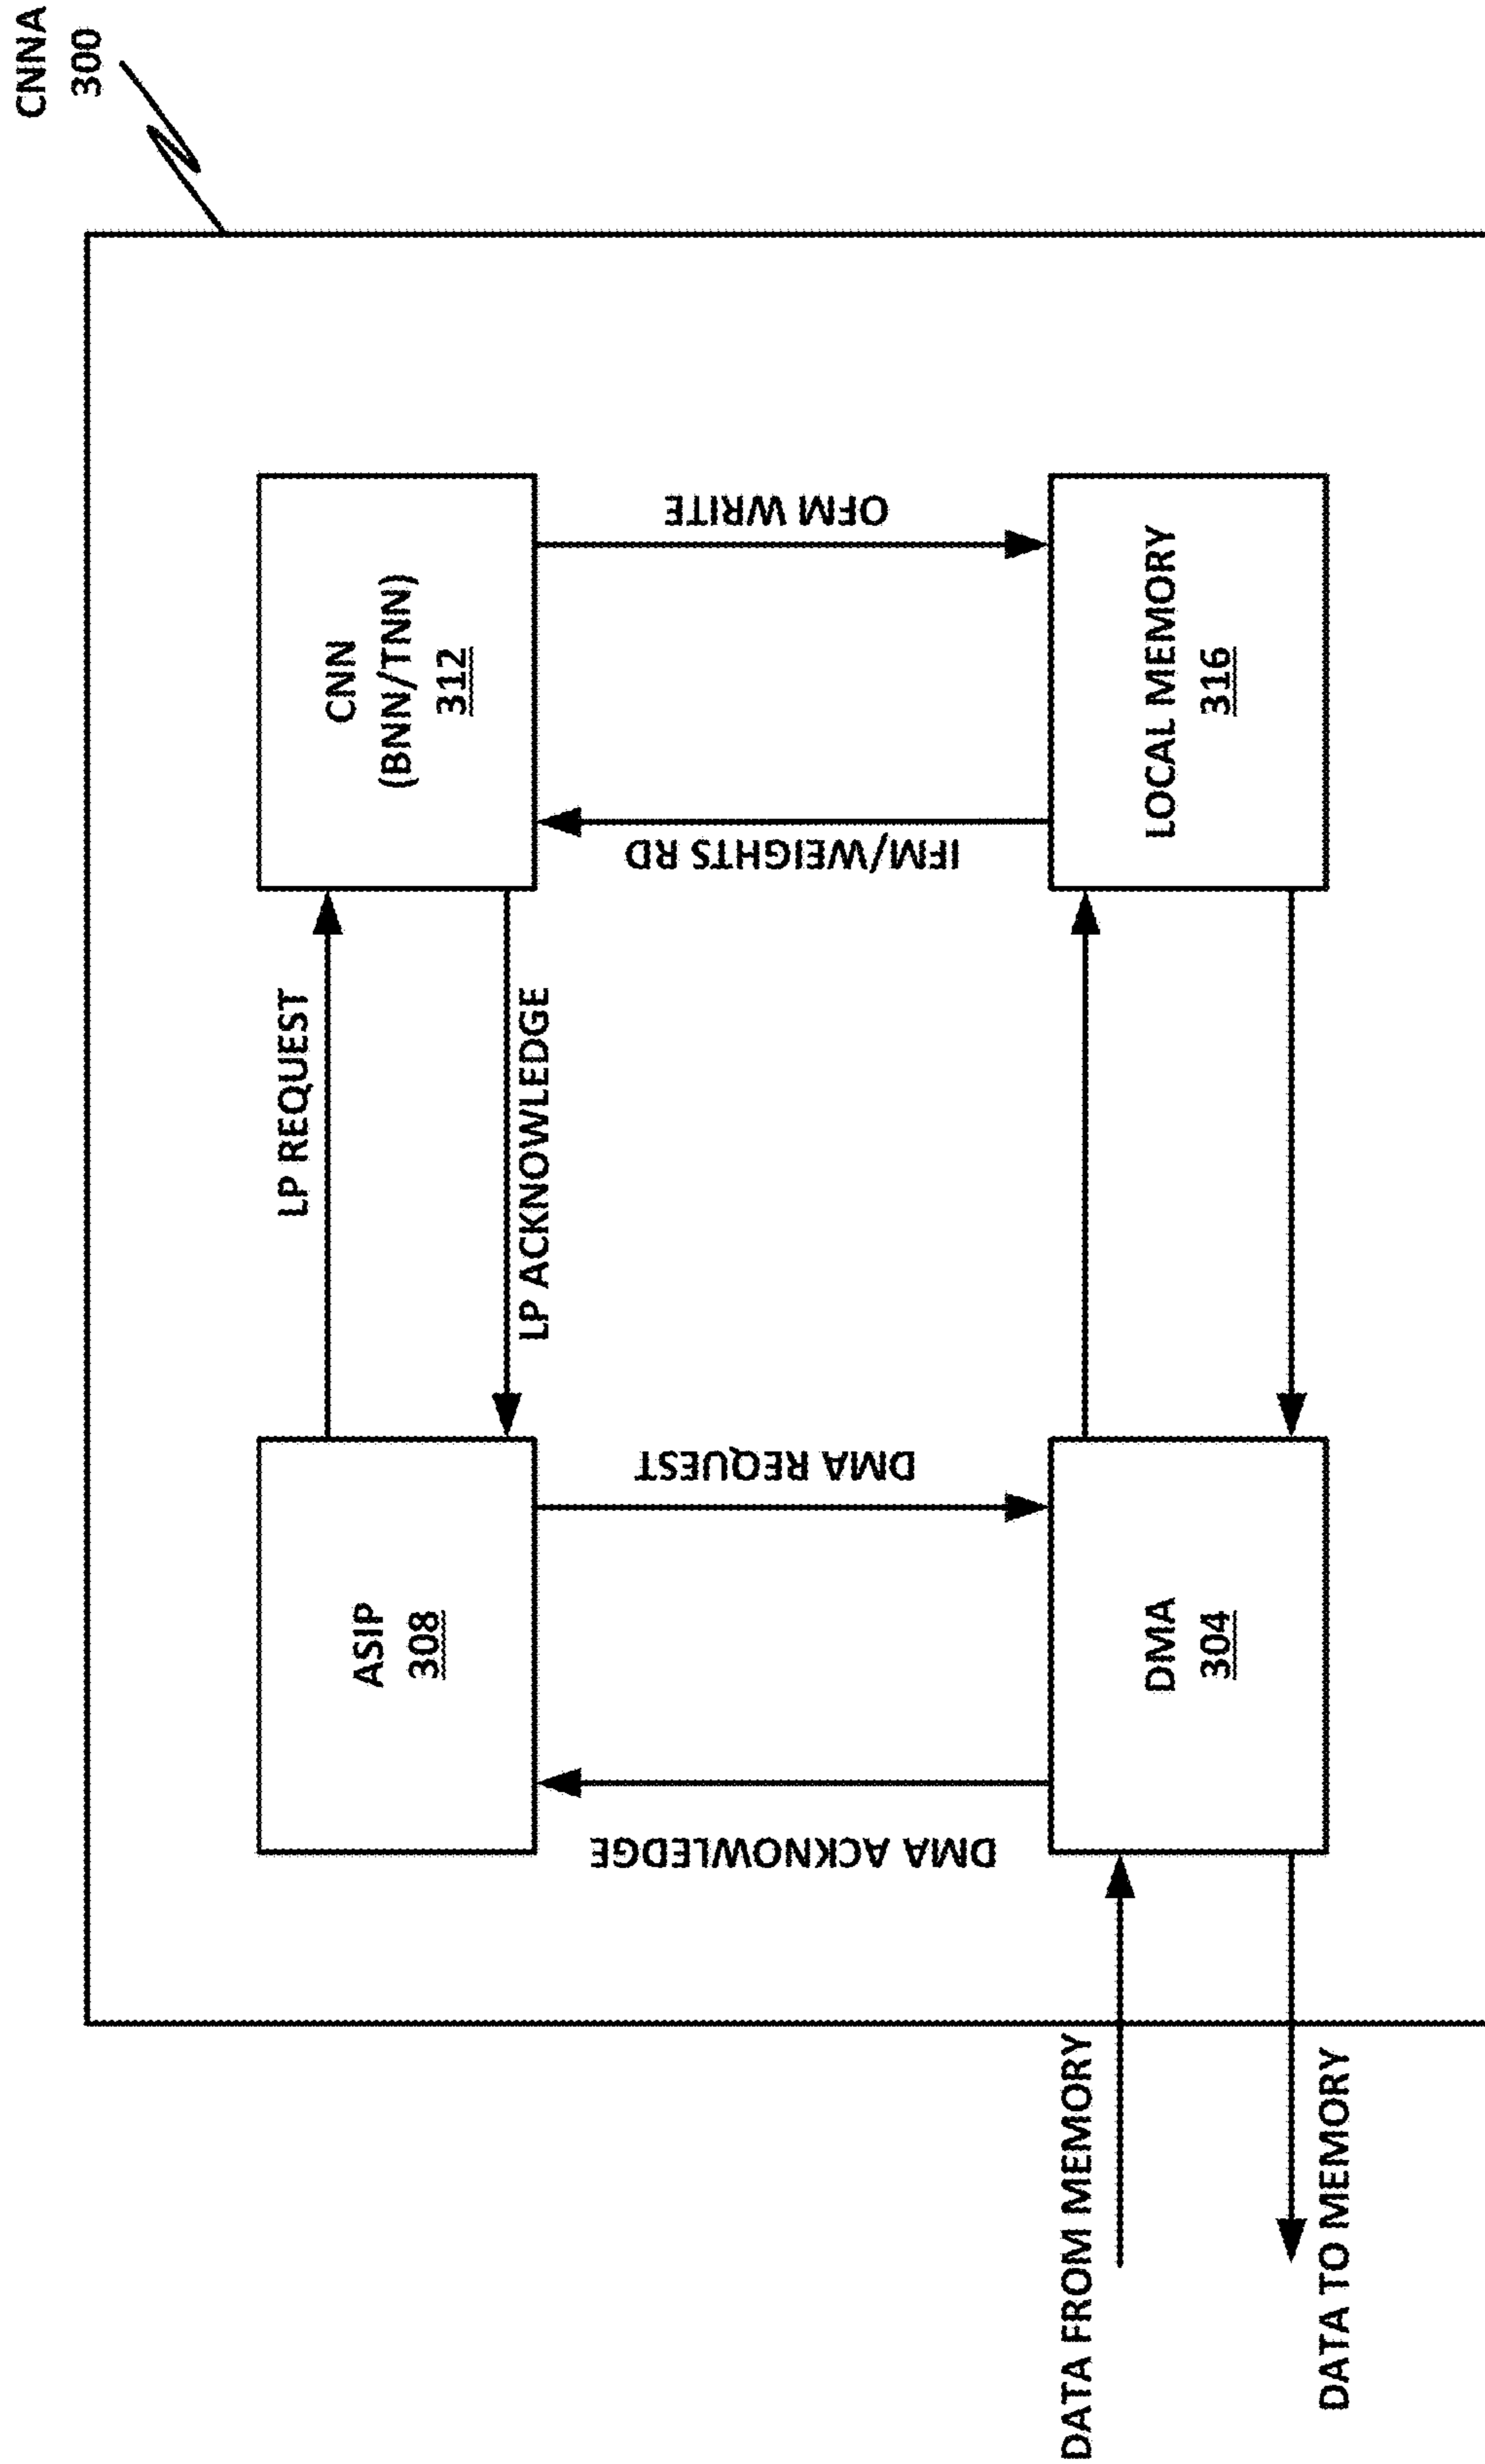 CNNA
300
ASIP
308
LP REQUEST
LP ACKNOWLEDGE
CNN
(BNN/TNN)
312
DMA ACKNOWLEDGE
DMA REQUEST
IFM/WEIGHTS RD
OFM WRITE
DATA FROM MEMORY
DATA TO MEMORY
DMA
304
LOCAL MEMORY
316